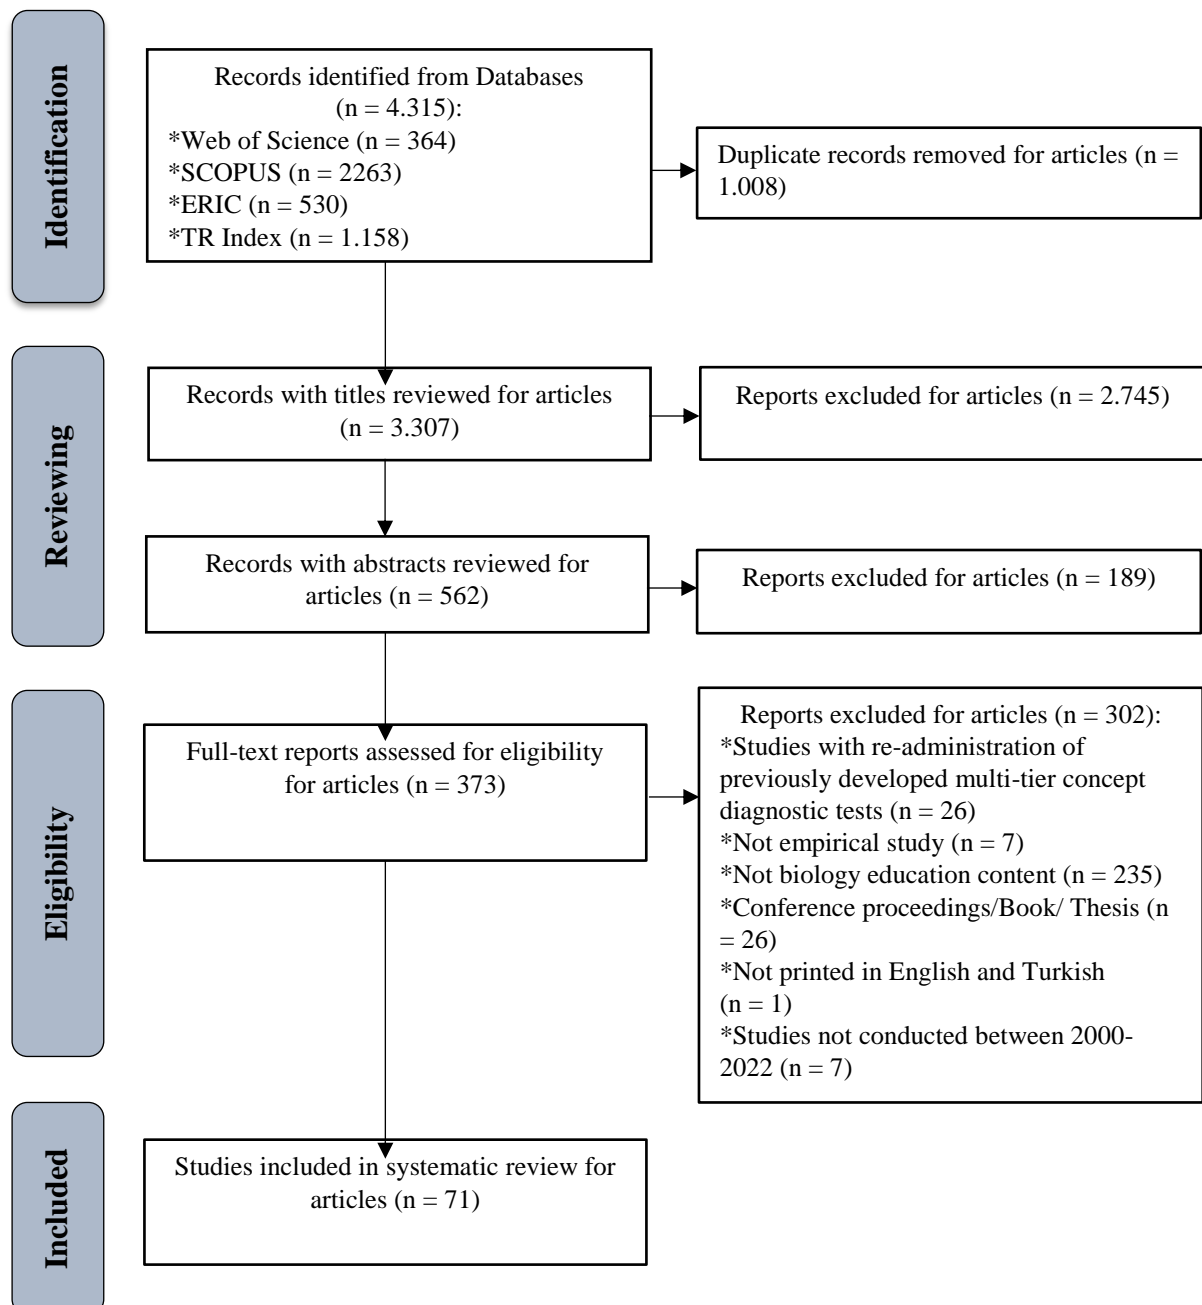 Identification
Records identified from Databases
(n = 4.315):
*Web of Science (n = 364)
*SCOPUS (n = 2263)
*ERIC (n = 530)
*TR Index (n = 1.158)
Duplicate records removed for articles (n =
1.008)
Reviewing
Records with titles reviewed for articles
(n = 3.307)
Reports excluded for articles (n = 2.745)
Records with abstracts reviewed for
articles (n = 562)
Reports excluded for articles (n = 189)
Eligibility
Full-text reports assessed for eligibility
for articles (n = 373)
Reports excluded for articles (n = 302):
*Studies with re-administration of
previously developed multi-tier concept
diagnostic tests (n = 26)
*Not empirical study (n = 7)
*Not biology education content (n = 235)
*Conference proceedings/Book/ Thesis (n
= 26)
*Not printed in English and Turkish
(n = 1)
*Studies not conducted between 2000-
2022 (n = 7)
Included
Studies included in systematic review for
articles (n = 71)